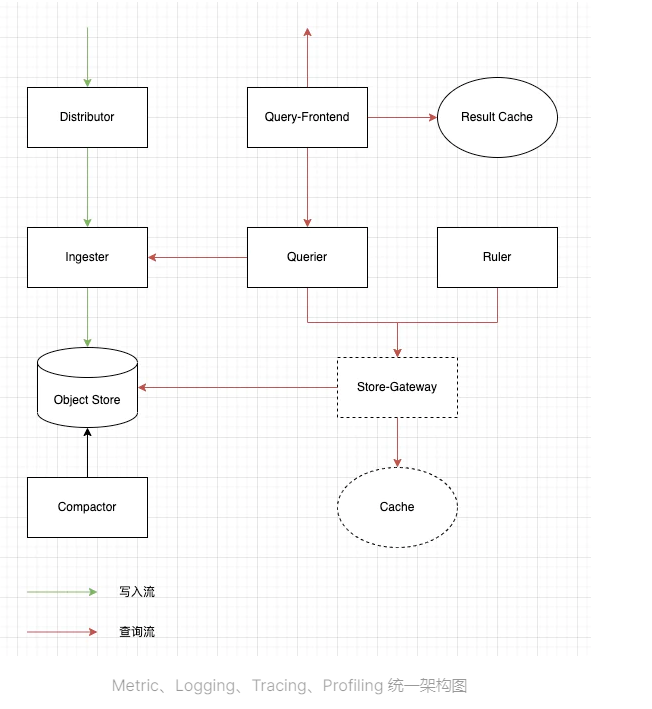 Distributor
Query-Frontend
Result Cache
Ingester
Querier
Ruler
Object Store
Store-Gateway
Compactor
Cache
写入流
查询流
Metric、Logging、Tracing、Profiling 统一架构图